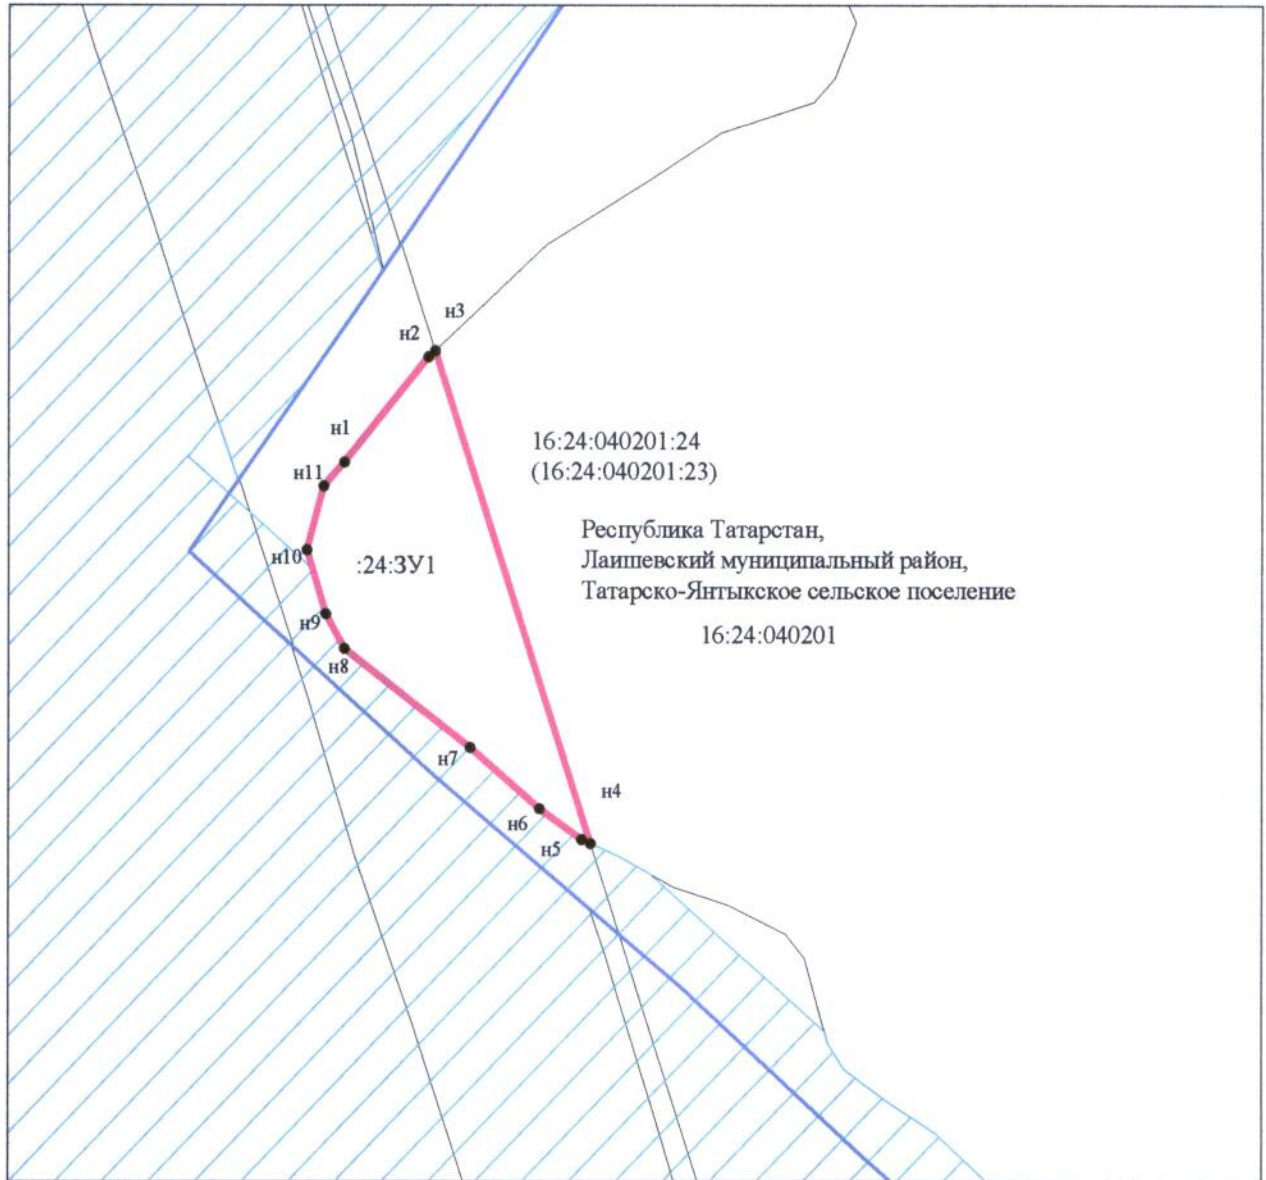 н3
н2
16:24:040201:24
(16:24:040201:23)
н1
н11
Республика Татарстан,
Лаишевский муниципальный район,
Татарско-Янтыкское сельское поселение
н10
:24:ЗУ1
н9
16:24:040201
н8
н7
н4
н6
н5